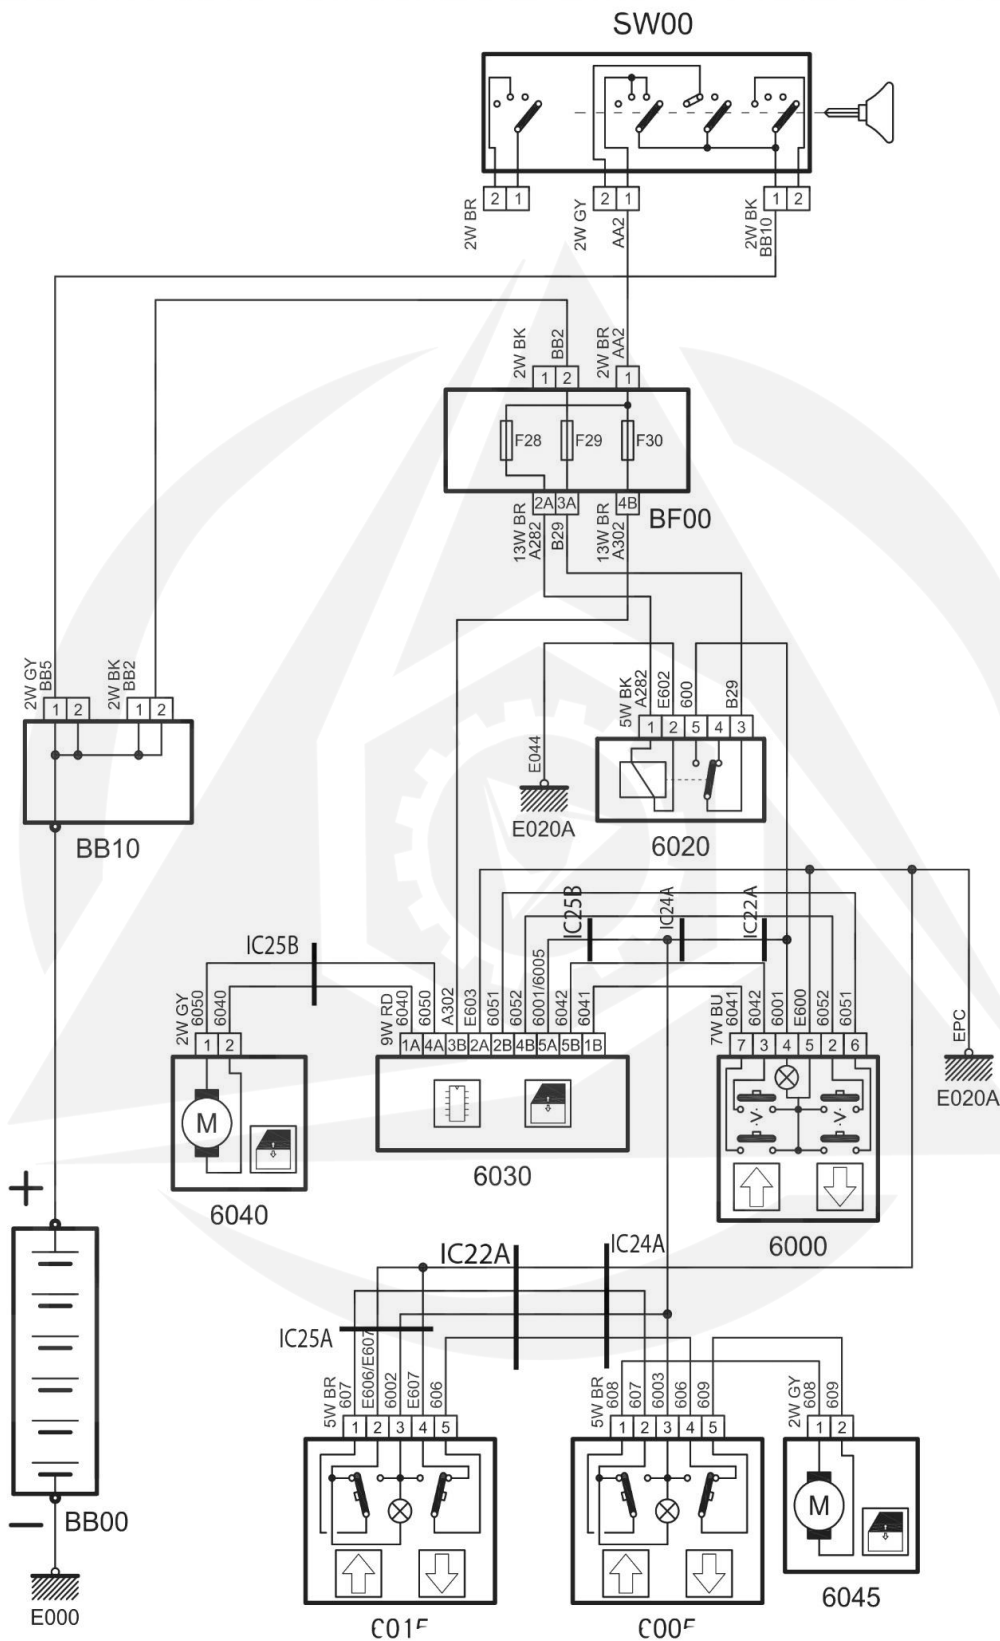 SW00
2 1
2 1
1 2
2W BR
2W GY
AA2
2W BK
BB10
2W BK
BB2
2W BR
AA2
1 2
1
F28
F29
F30
2A 3A
4B
BF00
13W BR
A282
B29
13W BR
A302
2W GY
BB5
2W BK
BB2
1 2
1 2
BB10
5W BK
A282
E602
600
B29
1 2 5 4 3
E044
E020A
6020
IC25B
IC24A
IC22A
IC25B
2W GY
6050
6040
9W RD
6040
6050
A302
E603
6051
6052
6001/6005
6042
6041
7W BU
6041
6042
6001
E600
6052
6051
EPC
1 2
1A 4A 3B 2A 2B 4B 5A 5B 1B
7 3 4 5 2 6
E020A
M
V
V
6040
6030
6000
+
IC22A
IC24A
IC25A
5W BR
607
E606/E607
6002
E607
606
5W BR
608
607
6003
606
609
2W GY
608
609
1 2 3 4 5
1 2 3 4 5
1 2
M
−
BB00
6045
E000